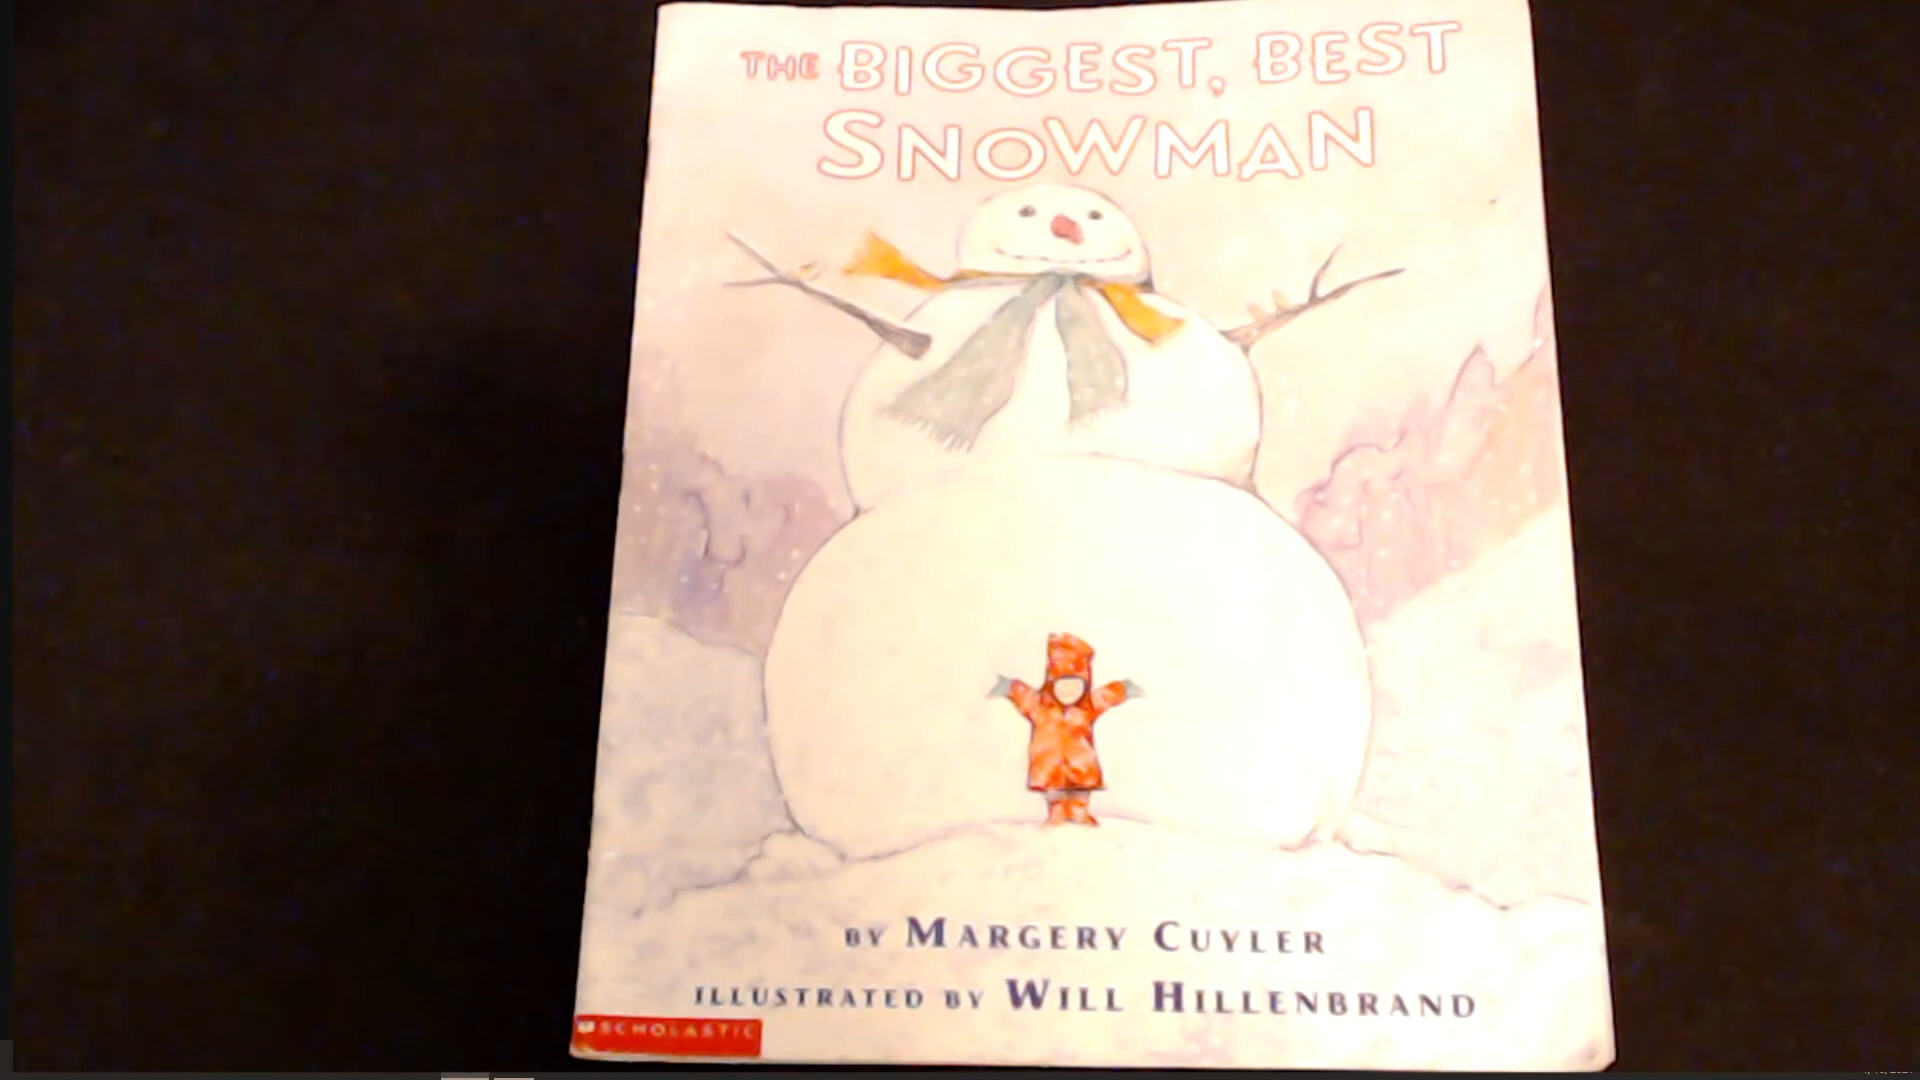 THE BIGGEST, BEST
SNOWMAN
BY MARGERY CUYLER
ILLUSTRATED BY WILL HILLENBRAND
SCHOLASTIC